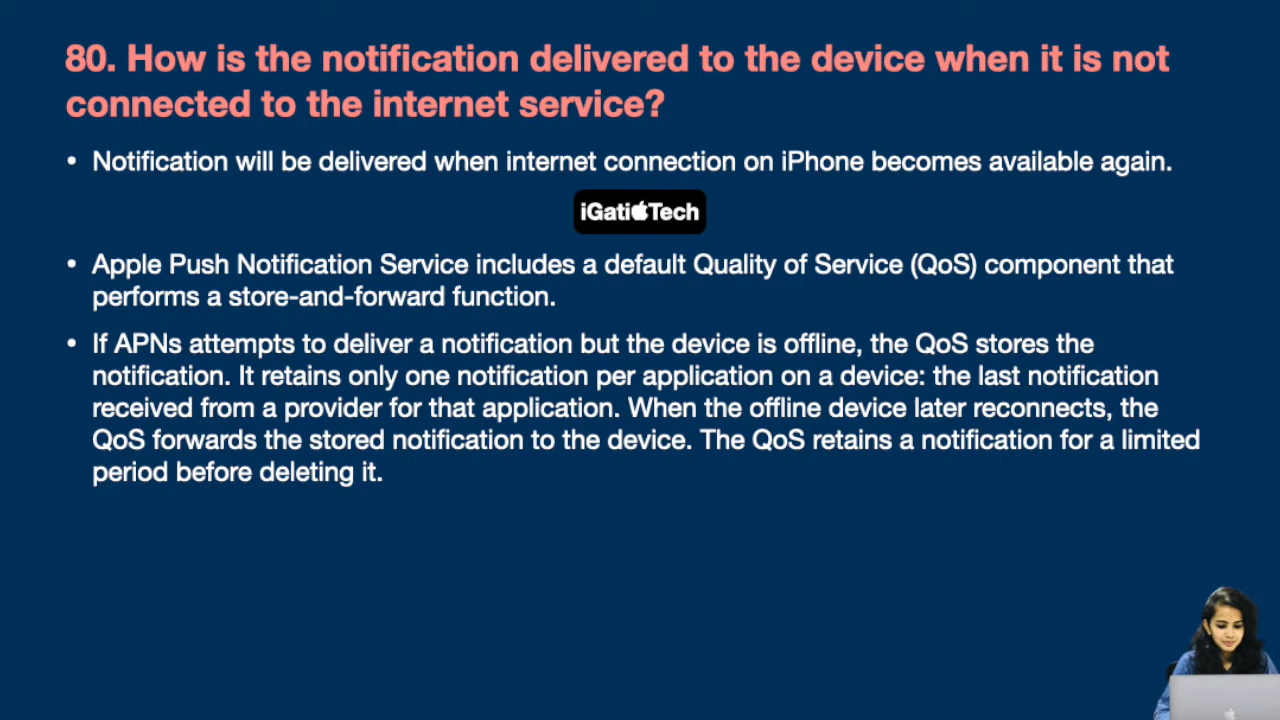 80. How is the notification delivered to the device when it is not
connected to the internet service?
• Notification will be delivered when internet connection on iPhone becomes available again.
iGatiTech
• Apple Push Notification Service includes a default Quality of Service (QoS) component that
performs a store-and-forward function.
• If APNs attempts to deliver a notification but the device is offline, the QoS stores the
notification. It retains only one notification per application on a device: the last notification
received from a provider for that application. When the offline device later reconnects, the
QoS forwards the stored notification to the device. The QoS retains a notification for a limited
period before deleting it.